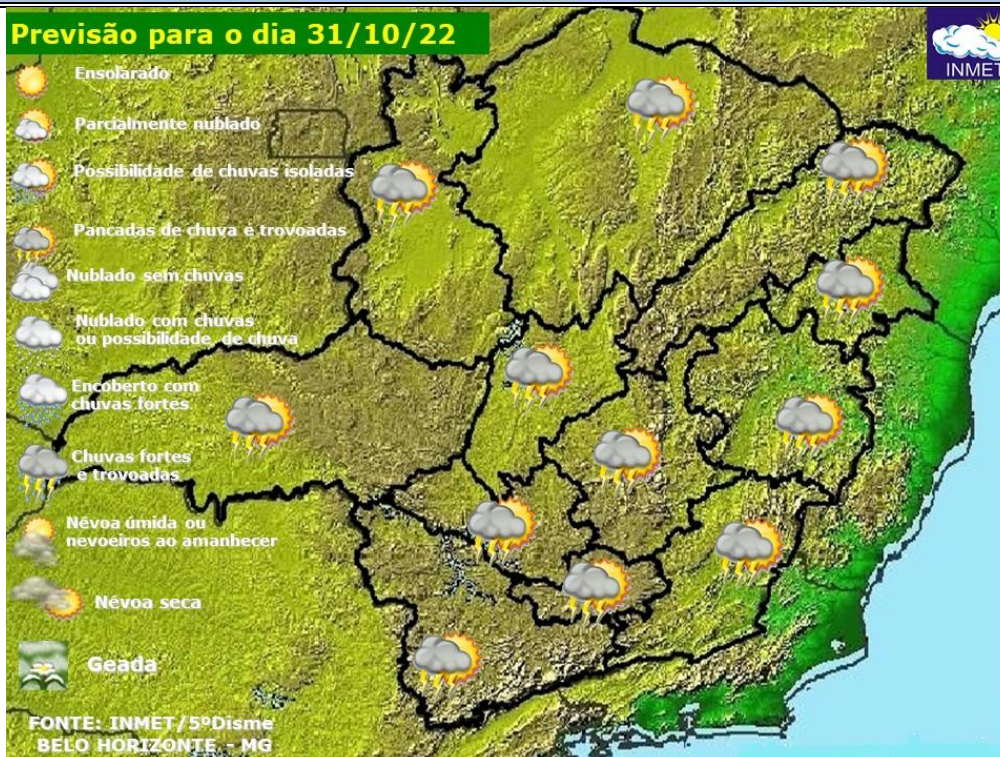 Previsão para o dia 31/10/22
INMET
Ensolarado
Parcialmente nublado
Possibilidade de chuvas isoladas
Pancadas de chuva e trovoadas
Nublado sem chuvas
Nublado com chuvas
ou possibilidade de chuva
Encoberto com
chuvas fortes
Chuvas fortes
e trovoadas
Névoa úmida ou
nevoeiros ao amanhecer
Névoa seca
Geada
FONTE: INMET/5ºDisme
BELO HORIZONTE - MG